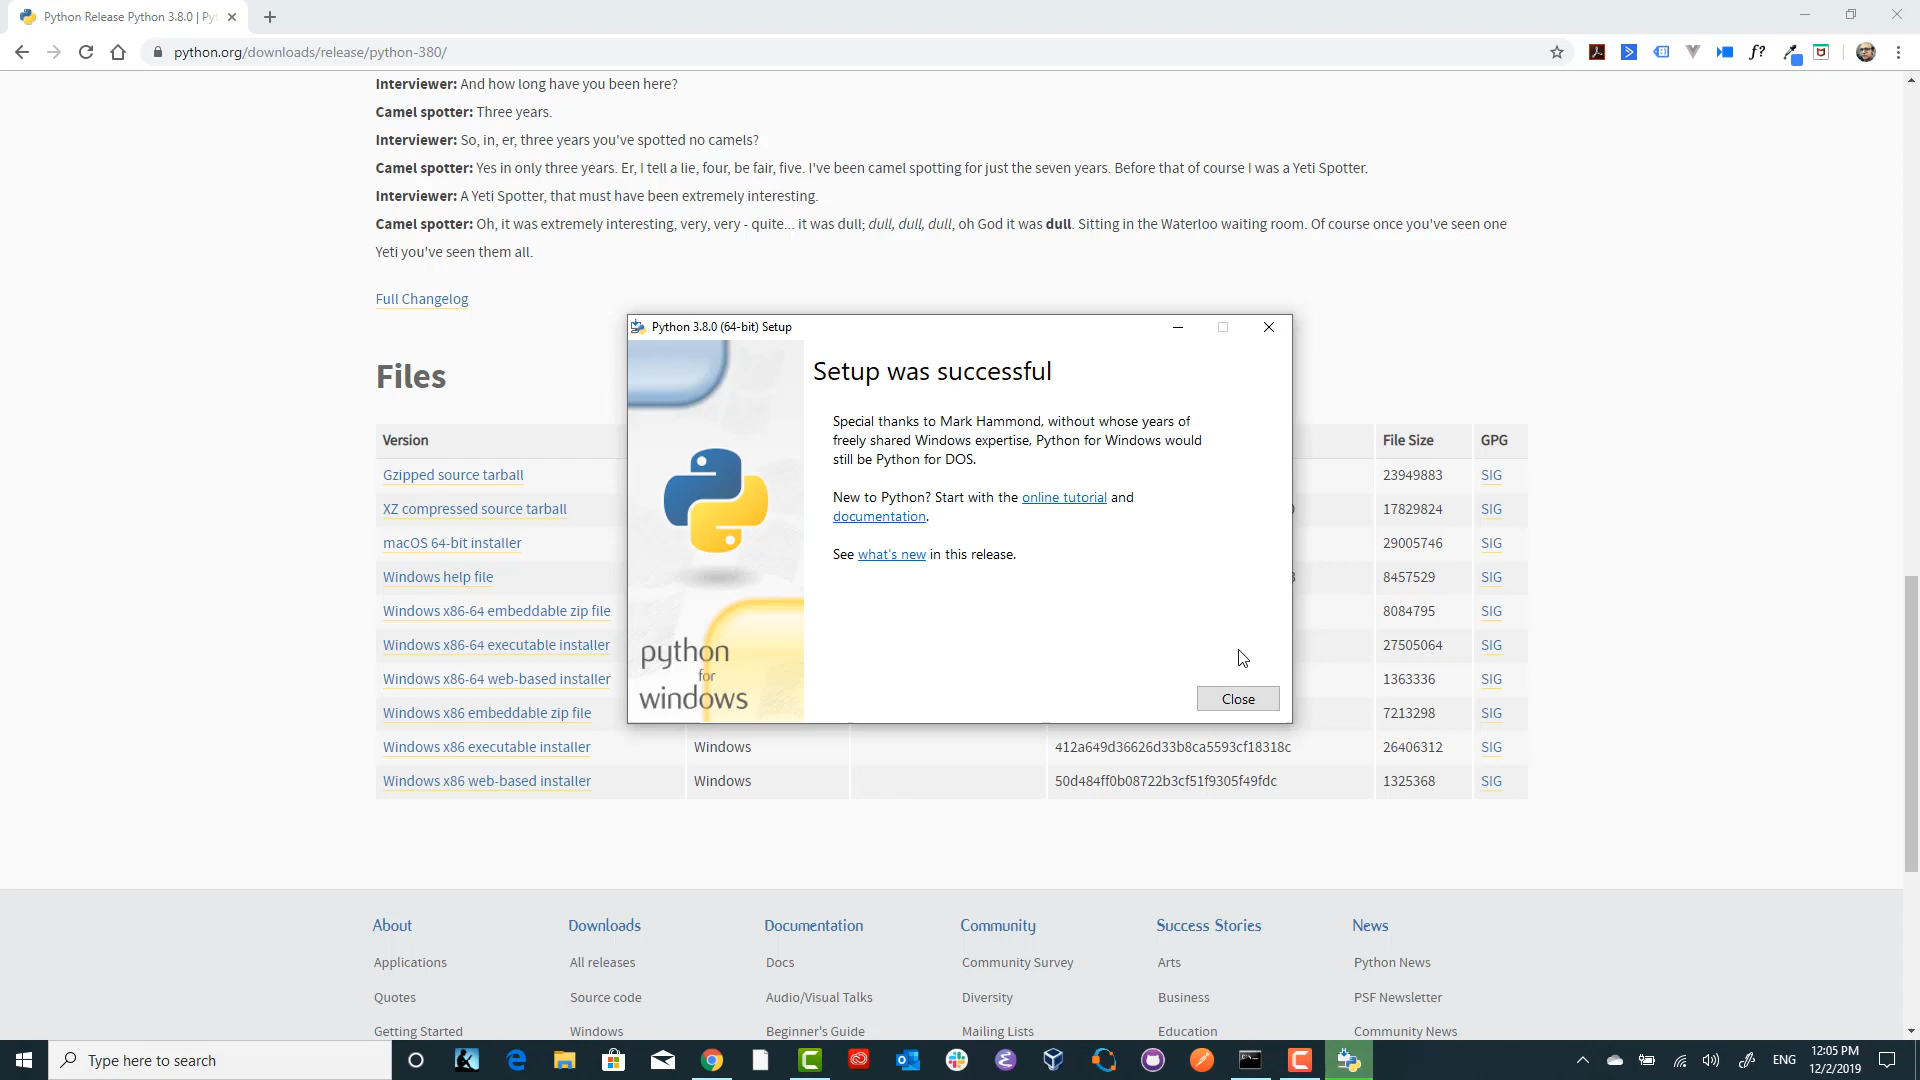 Python Release Python 3.8.0 | Pyt
python.org/downloads/release/python-380/
Interviewer: And how long have you been here?
Camel spotter: Three years.
Interviewer: So, in, er, three years you've spotted no camels?
Camel spotter: Yes in only three years. Er, I tell a lie, four, be fair, five. I've been camel spotting for just the seven years. Before that of course I was a Yeti Spotter.
Interviewer: A Yeti Spotter, that must have been extremely interesting.
Camel spotter: Oh, it was extremely interesting, very, very - quite... it was dull; dull, dull, dull, oh God it was dull. Sitting in the Waterloo waiting room. Of course once you've seen one
Yeti you've seen them all.
Full Changelog
Files
Version File Size GPG
Gzipped source tarball 23949883 SIG
XZ compressed source tarball 17829824 SIG
macOS 64-bit installer 29005746 SIG
Windows help file 8457529 SIG
Windows x86-64 embeddable zip file 8084795 SIG
Windows x86-64 executable installer 27505064 SIG
Windows x86-64 web-based installer 1363336 SIG
Windows x86 embeddable zip file 7213298 SIG
Windows x86 executable installer Windows 412a649d36626d33b8ca5593cf18318c 26406312 SIG
Windows x86 web-based installer Windows 50d484ff0b08722b3cf51f9305f49fdc 1325368 SIG
Python 3.8.0 (64-bit) Setup
Setup was successful
Special thanks to Mark Hammond, without whose years of
freely shared Windows expertise, Python for Windows would
still be Python for DOS.
New to Python? Start with the online tutorial and
documentation.
See what's new in this release.
python
for
windows
Close
About Downloads Documentation Community Success Stories News
Applications All releases Docs Community Survey Arts Python News
Quotes Source code Audio/Visual Talks Diversity Business PSF Newsletter
Getting Started Windows Beginner's Guide Mailing Lists Education Community News
Type here to search
ENG
12:05 PM
12/2/2019